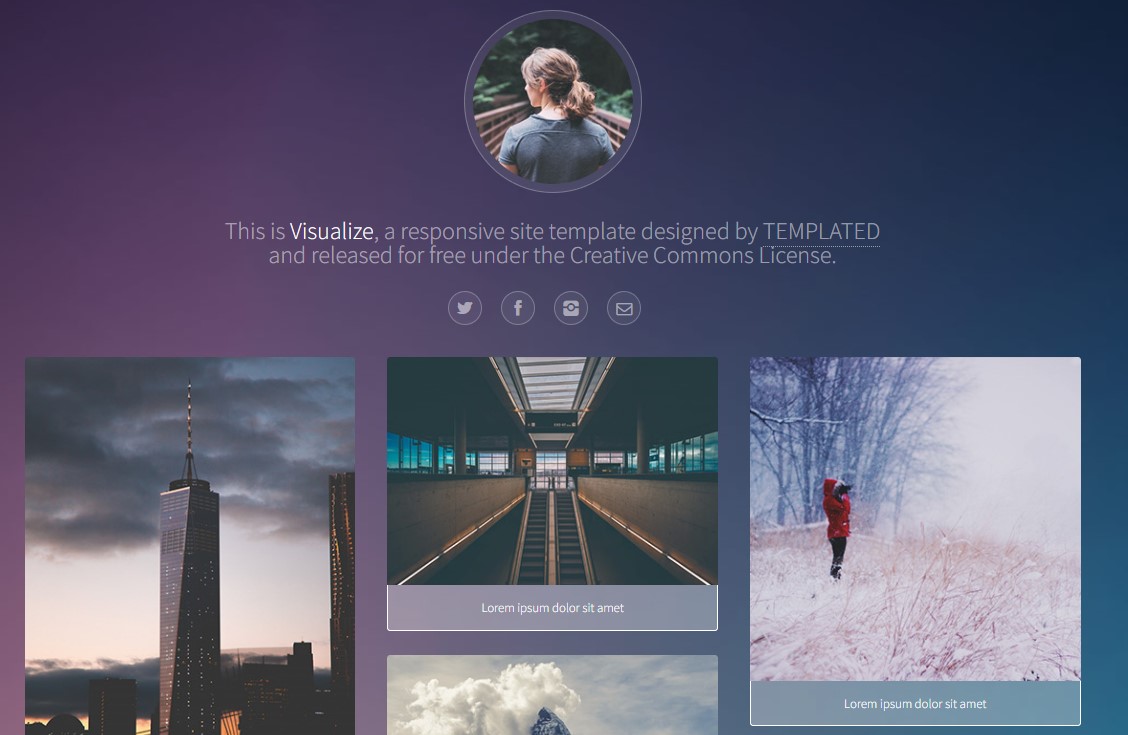 This is Visualize, a responsive site template designed by TEMPLATED
and released for free under the Creative Commons License.
Lorem ipsum dolor sit amet
Lorem ipsum dolor sit amet